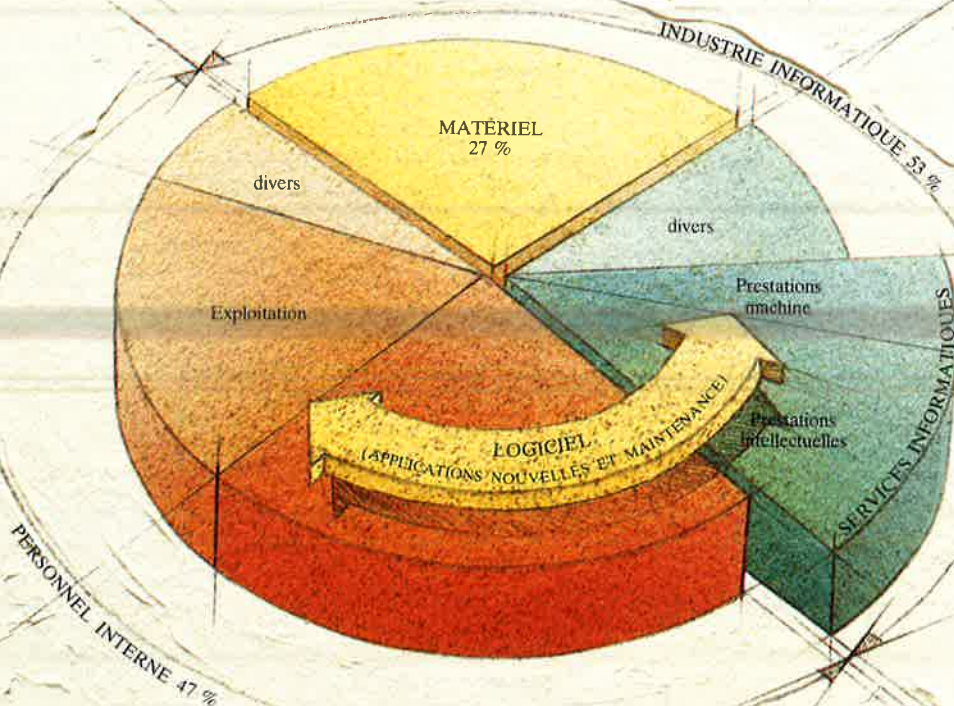 INDUSTRIE INFORMATIQUE 53 %
MATÉRIEL
27 %
divers
divers
Prestations
machine
Exploitation
SERVICES INFORMATIQUES
Prestations
intellectuelles
LOGICIEL
(APPLICATIONS NOUVELLES ET MAINTENANCE)
PERSONNEL INTERNE 47 %